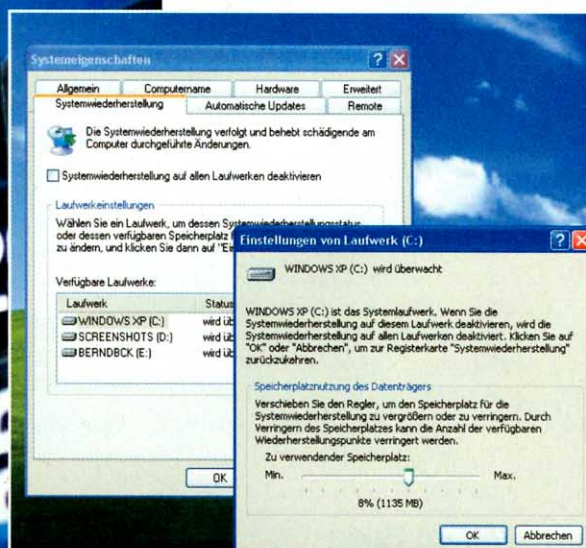 Systemeigenschaften
Allgemein Computername Hardware Erweitert
Systemwiederherstellung Automatische Updates Remote
Die Systemwiederherstellung verfolgt und behebt schädigende am
Computer durchgeführte Änderungen.
Systemwiederherstellung auf allen Laufwerken deaktivieren
Laufwerkeinstellungen
Wählen Sie ein Laufwerk, um dessen Systemwiederherstellungsstatus
oder dessen verfügbaren Speicherplatz
zu ändern, und klicken Sie dann auf "Ei
Verfügbare Laufwerke:
Laufwerk Status
WINDOWS XP (C:) wird üb
SCREENSHOTS (D:) wird üb
BERNDBCK (E:) wird üb
OK
Einstellungen von Laufwerk (C:)
WINDOWS XP (C:) wird überwacht
WINDOWS XP (C:) ist das Systemlaufwerk. Wenn Sie die
Systemwiederherstellung auf diesem Laufwerk deaktivieren, wird die
Systemwiederherstellung auf allen Laufwerken deaktiviert. Klicken Sie auf
"OK" oder "Abbrechen", um zur Registerkarte "Systemwiederherstellung"
zurückzukehren.
Speicherplatznutzung des Datenträgers
Verschieben Sie den Regler, um den Speicherplatz für die
Systemwiederherstellung zu vergrößern oder zu verringern. Durch
Verringern des Speicherplatzes kann die Anzahl der verfügbaren
Wiederherstellungspunkte verringert werden.
Zu verwendender Speicherplatz:
Min. Max.
8% (1135 MB)
OK Abbrechen